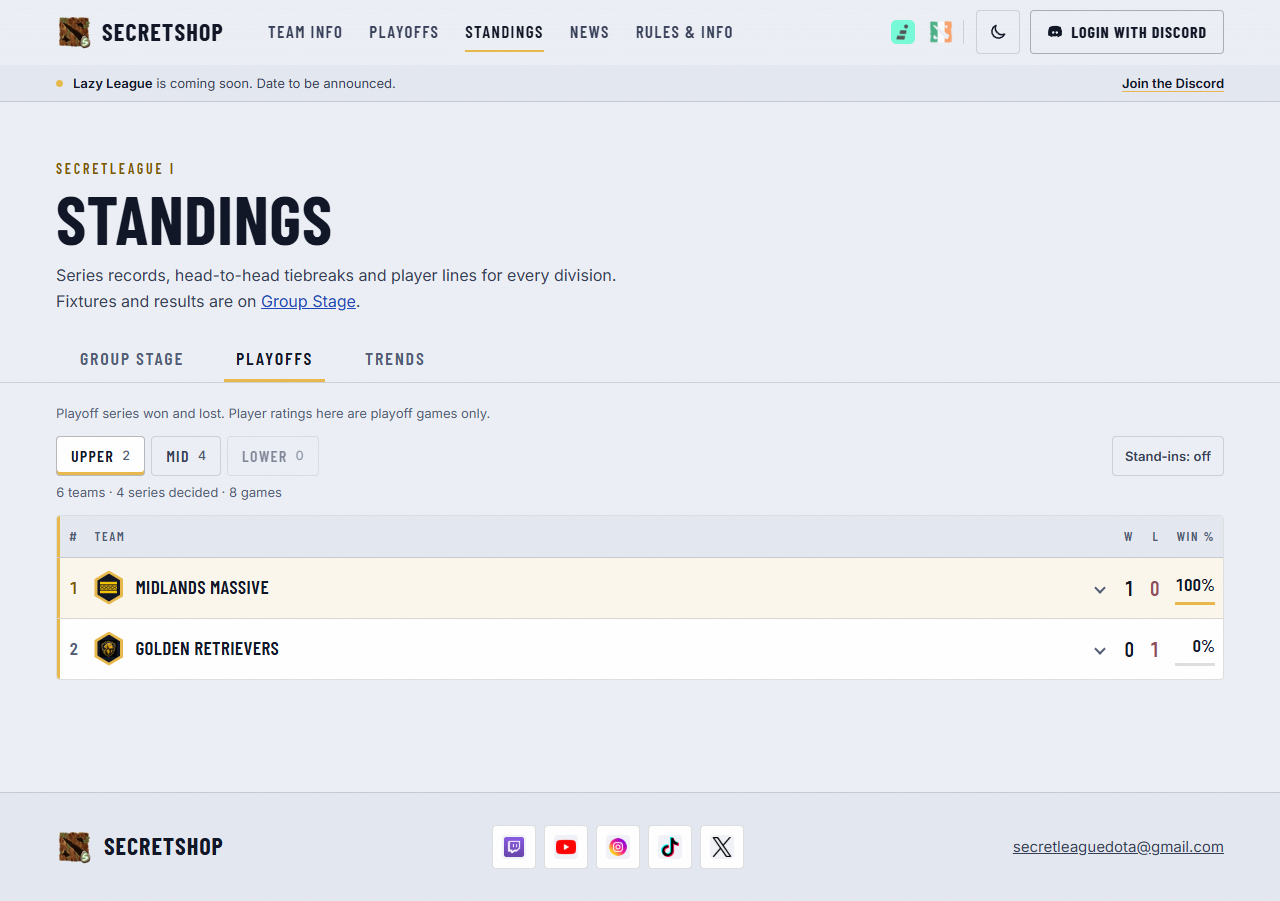 SECRETSHOP TEAM INFO PLAYOFFS STANDINGS NEWS RULES & INFO LOGIN WITH DISCORD
Lazy League is coming soon. Date to be announced. Join the Discord
SECRETLEAGUE I
STANDINGS
Series records, head-to-head tiebreaks and player lines for every division.
Fixtures and results are on Group Stage.
GROUP STAGE PLAYOFFS TRENDS
Playoff series won and lost. Player ratings here are playoff games only.
UPPER 2 MID 4 LOWER 0 Stand-ins: off
6 teams · 4 series decided · 8 games
# TEAM W L WIN %
1 MIDLANDS MASSIVE 1 0 100%
2 GOLDEN RETRIEVERS 0 1 0%
SECRETSHOP secretleaguedota@gmail.com